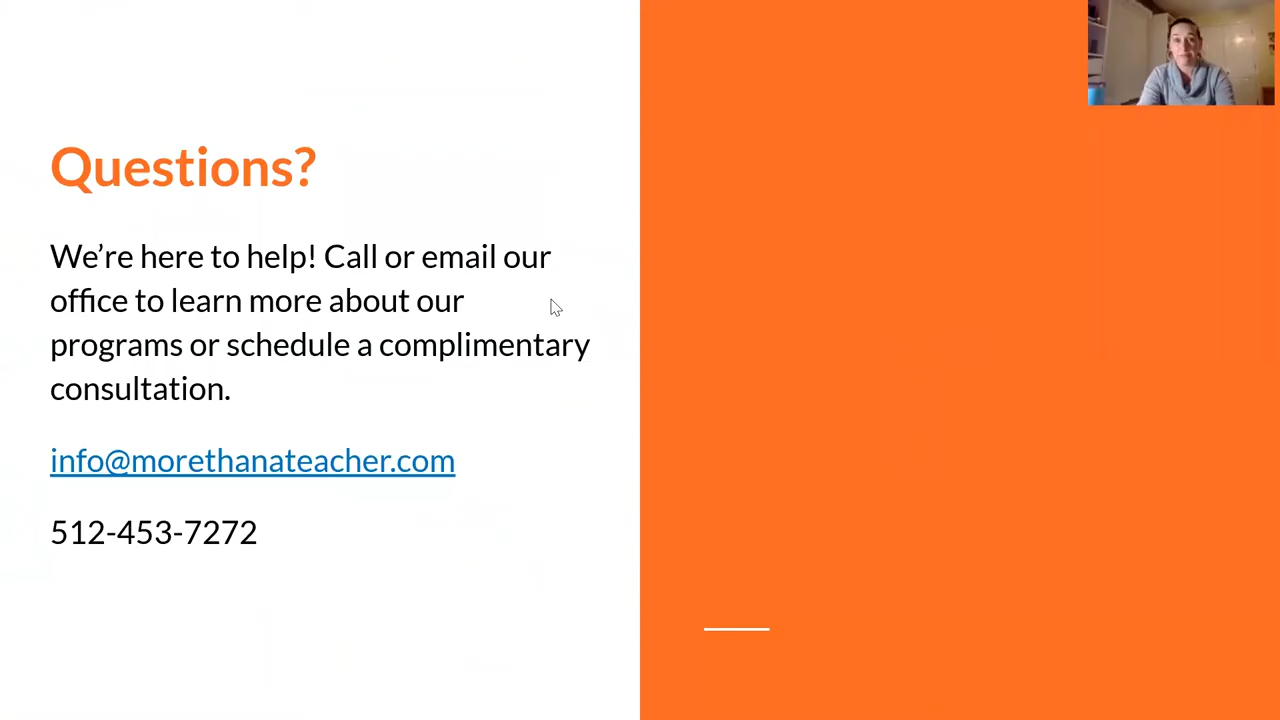 Questions?
We’re here to help! Call or email our
office to learn more about our
programs or schedule a complimentary
consultation.
info@morethanateacher.com
512-453-7272